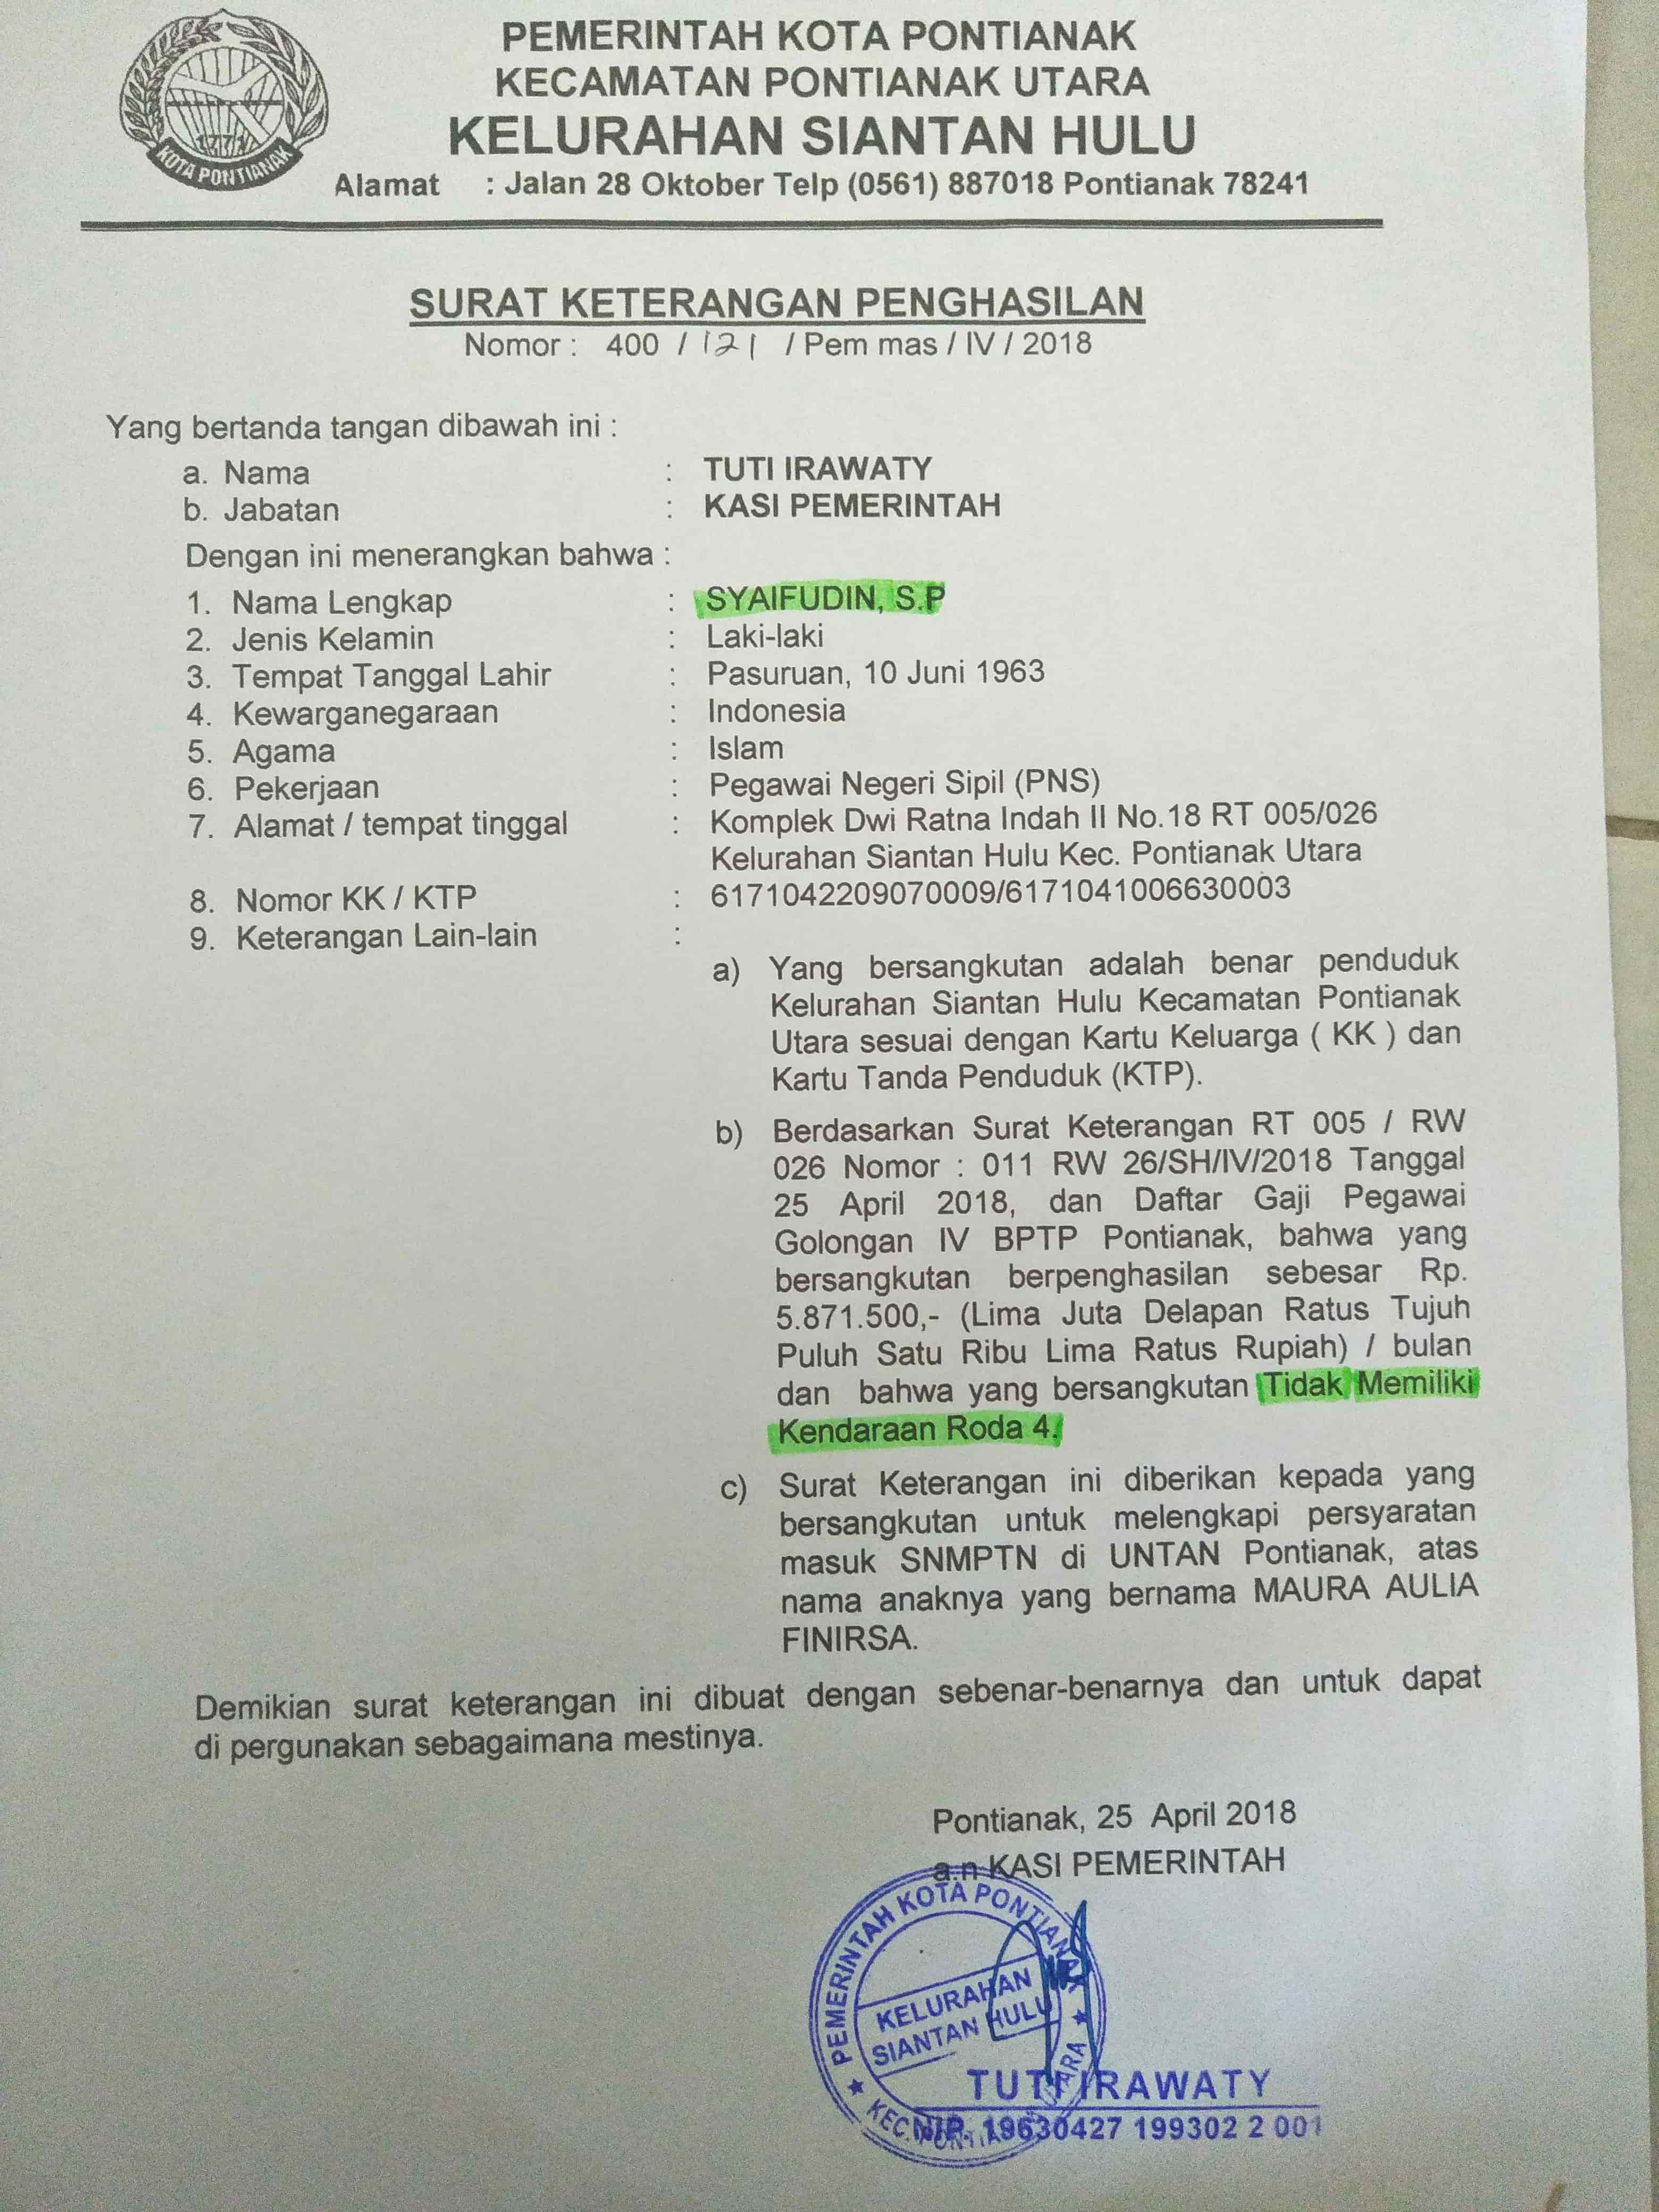 PEMERINTAH KOTA PONTIANAK
KECAMATAN PONTIANAK UTARA
KELURAHAN SIANTAN HULU
Alamat : Jalan 28 Oktober Telp (0561) 887018 Pontianak 78241
1771
KOTA PONTIANAK
SURAT KETERANGAN PENGHASILAN
Nomor : 400 / 121 / Pem mas / IV / 2018
Yang bertanda tangan dibawah ini :
a. Nama : TUTI IRAWATY
b. Jabatan : KASI PEMERINTAH
Dengan ini menerangkan bahwa :
1. Nama Lengkap : SYAIFUDIN, S.P
2. Jenis Kelamin : Laki-laki
3. Tempat Tanggal Lahir : Pasuruan, 10 Juni 1963
4. Kewarganegaraan : Indonesia
5. Agama : Islam
6. Pekerjaan : Pegawai Negeri Sipil (PNS)
7. Alamat / tempat tinggal : Komplek Dwi Ratna Indah II No.18 RT 005/026
Kelurahan Siantan Hulu Kec. Pontianak Utara
8. Nomor KK / KTP : 6171042209070009/6171041006630003
9. Keterangan Lain-lain :
a) Yang bersangkutan adalah benar penduduk
Kelurahan Siantan Hulu Kecamatan Pontianak
Utara sesuai dengan Kartu Keluarga ( KK ) dan
Kartu Tanda Penduduk (KTP).
b) Berdasarkan Surat Keterangan RT 005 / RW
026 Nomor : 011 RW 26/SH/IV/2018 Tanggal
25 April 2018, dan Daftar Gaji Pegawai
Golongan IV BPTP Pontianak, bahwa yang
bersangkutan berpenghasilan sebesar Rp.
5.871.500,- (Lima Juta Delapan Ratus Tujuh
Puluh Satu Ribu Lima Ratus Rupiah) / bulan
dan bahwa yang bersangkutan Tidak Memiliki
Kendaraan Roda 4.
c) Surat Keterangan ini diberikan kepada yang
bersangkutan untuk melengkapi persyaratan
masuk SNMPTN di UNTAN Pontianak, atas
nama anaknya yang bernama MAURA AULIA
FINIRSA.
Demikian surat keterangan ini dibuat dengan sebenar-benarnya dan untuk dapat
di pergunakan sebagaimana mestinya.
Pontianak, 25 April 2018
a.n KASI PEMERINTAH
PEMERINTAH KOTA PONTIANAK
KELURAHAN
SIANTAN HULU
KEC. PONTIANAK UTARA
TUTI IRAWATY
NIP. 19630427 199302 2 001